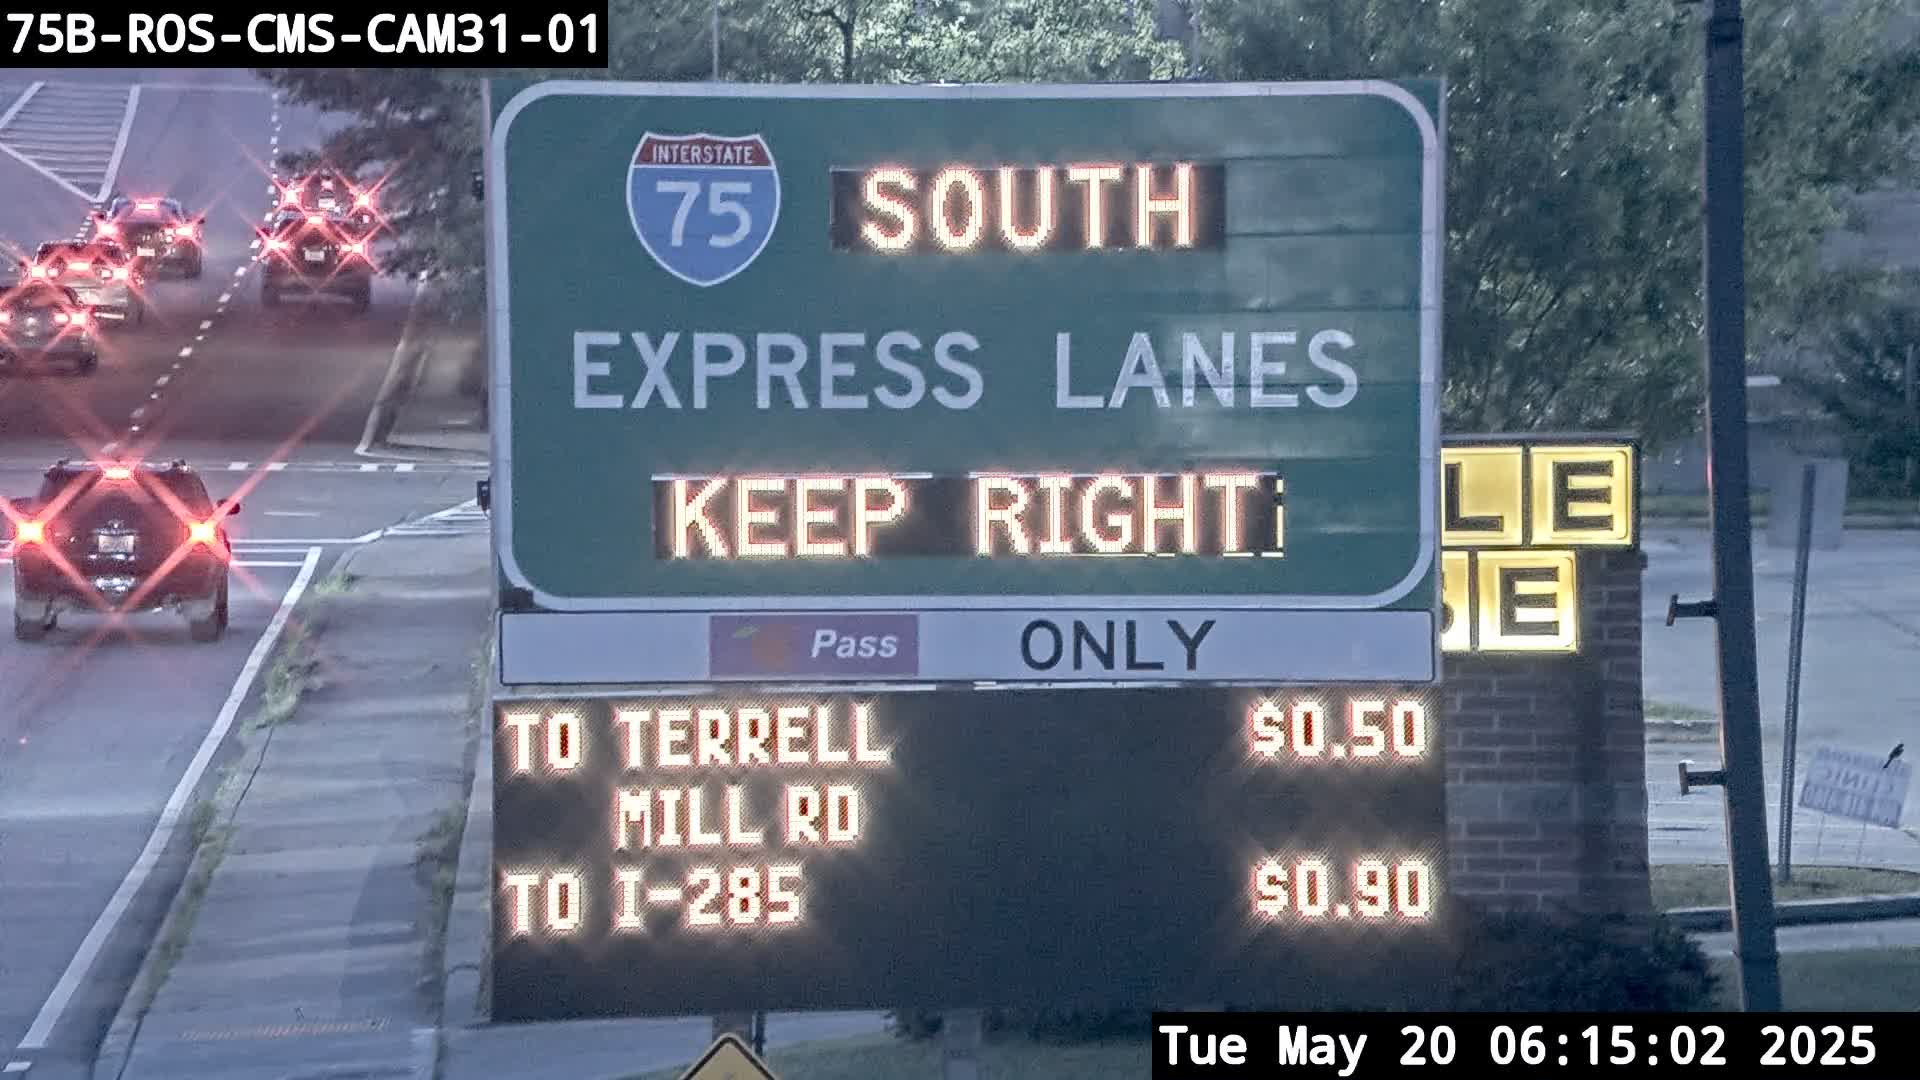 75B-ROS-CMS-CAM31-01
INTERSTATE
75
SOUTH
EXPRESS LANES
KEEP RIGHT
Pass ONLY
LE
E
TO TERRELL $0.50
MILL RD
TO I-285 $0.90
Tue May 20 06:15:02 2025